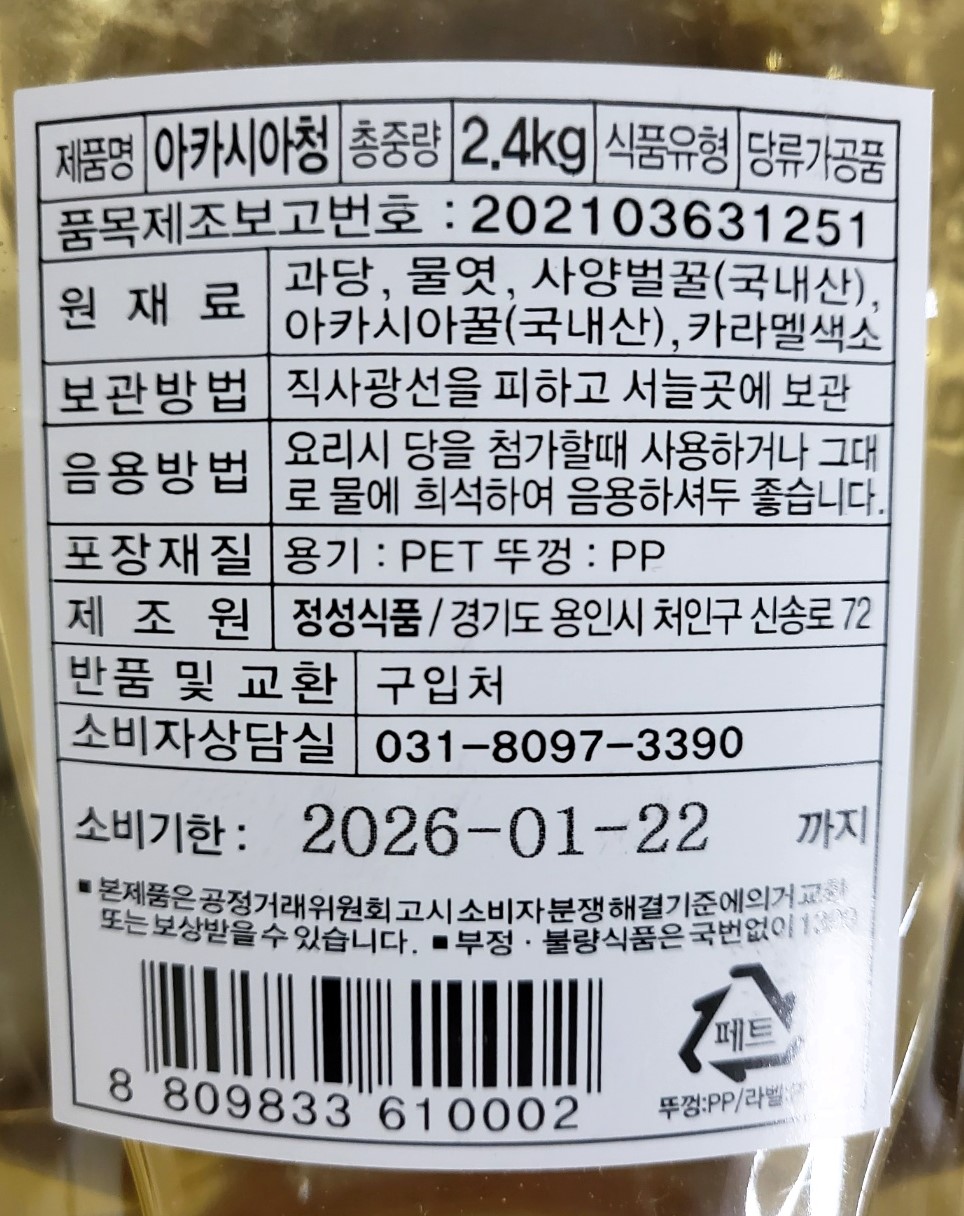 제품명 아카시아청 총중량 2.4kg 식품유형 당류가공품
품목제조보고번호 : 202103631251
원 재 료 과당, 물엿, 사양벌꿀(국내산),
아카시아꿀(국내산), 카라멜색소
보관방법 직사광선을 피하고 서늘곳에 보관
음용방법 요리시 당을 첨가할때 사용하거나 그대
로 물에 희석하여 음용하셔두 좋습니다.
포장재질 용기 : PET 뚜껑 : PP
제 조 원 정성식품 / 경기도 용인시 처인구 신송로 72
반품 및 교환 구입처
소비자상담실 031-8097-3390
소비기한 : 2026-01-22 까지
■ 본제품은 공정거래위원회 고시 소비자분쟁해결기준에의거 교환
또는 보상받을 수 있습니다. ■ 부정 · 불량식품은 국번없이
페트
8 809833 610002
뚜껑:PP/라벨: